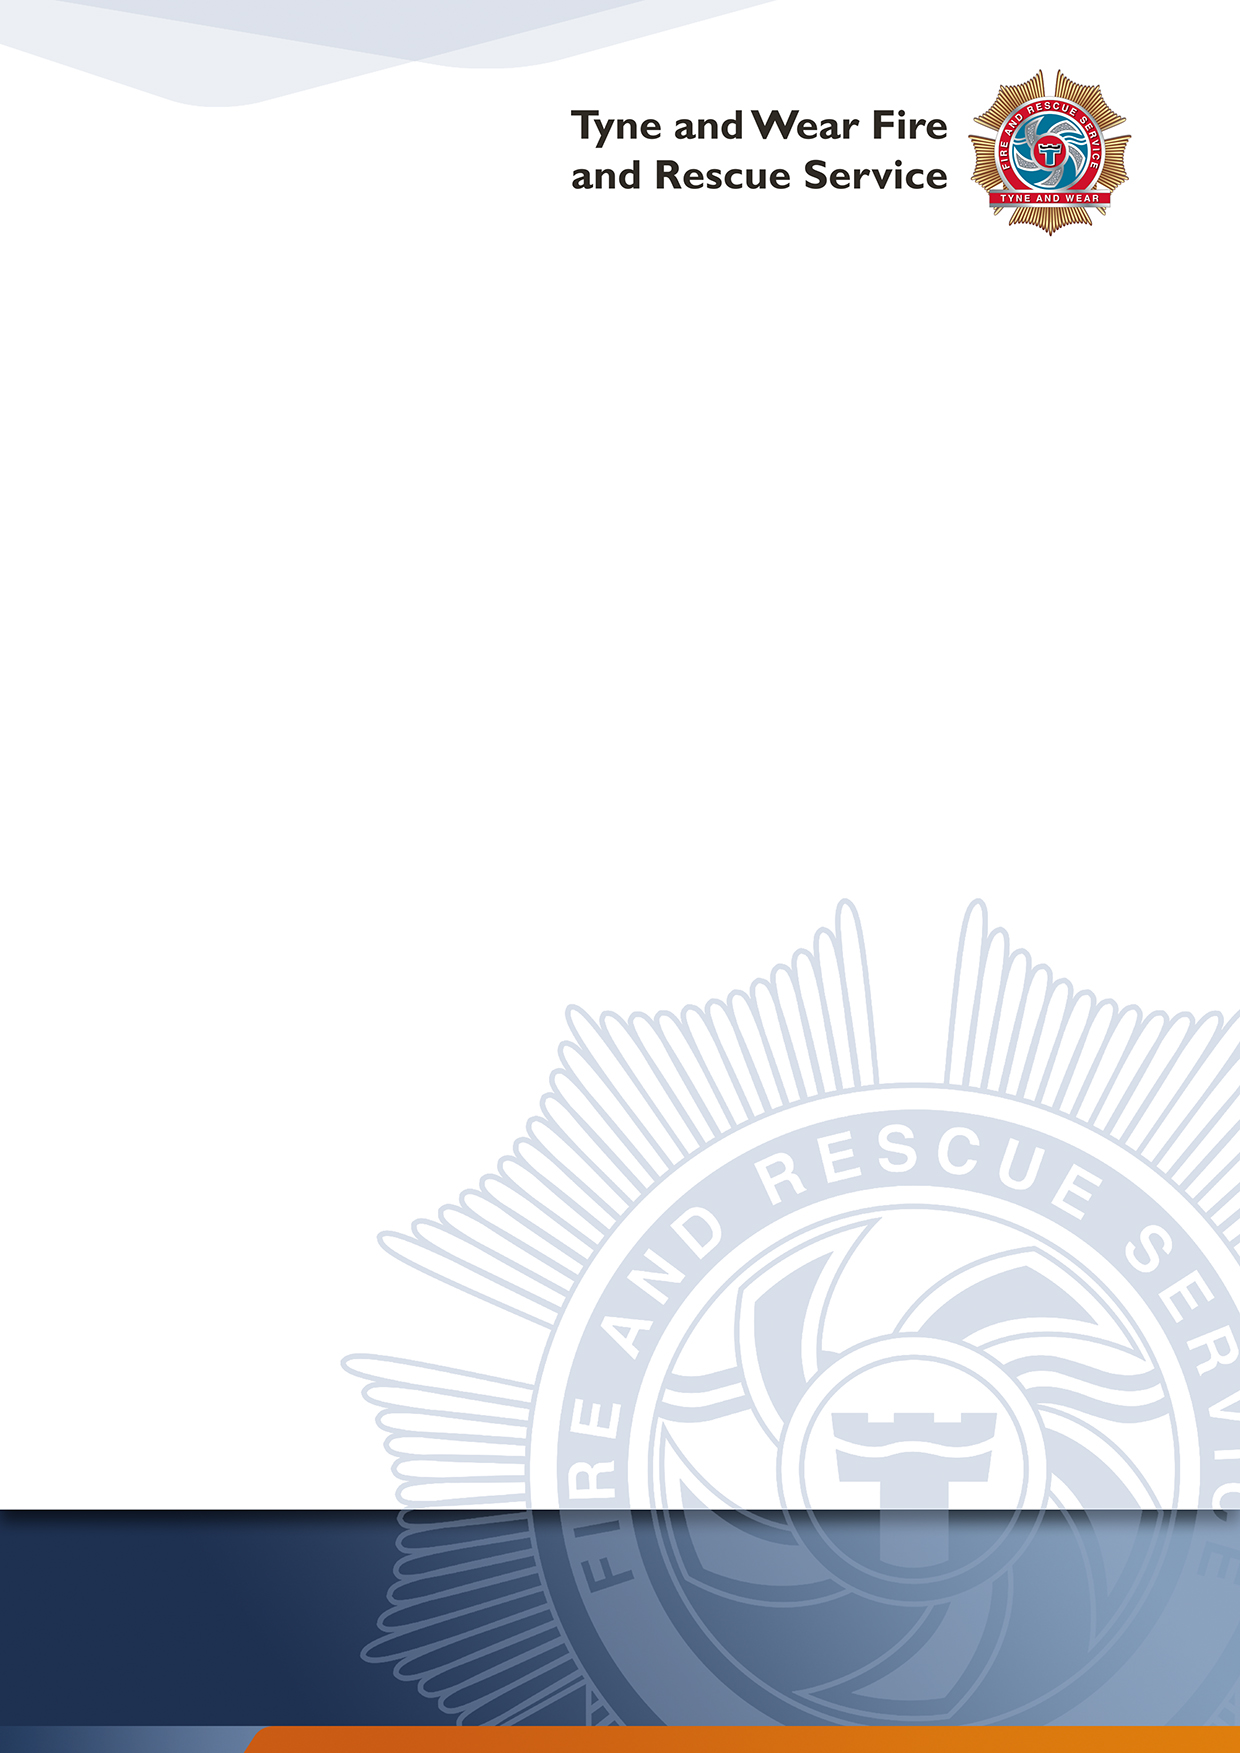 Tyne and Wear Fire
and Rescue Service
FIRE AND RESCUE SERVICE
TYNE AND WEAR
FIRE AND RESCUE SERVICE